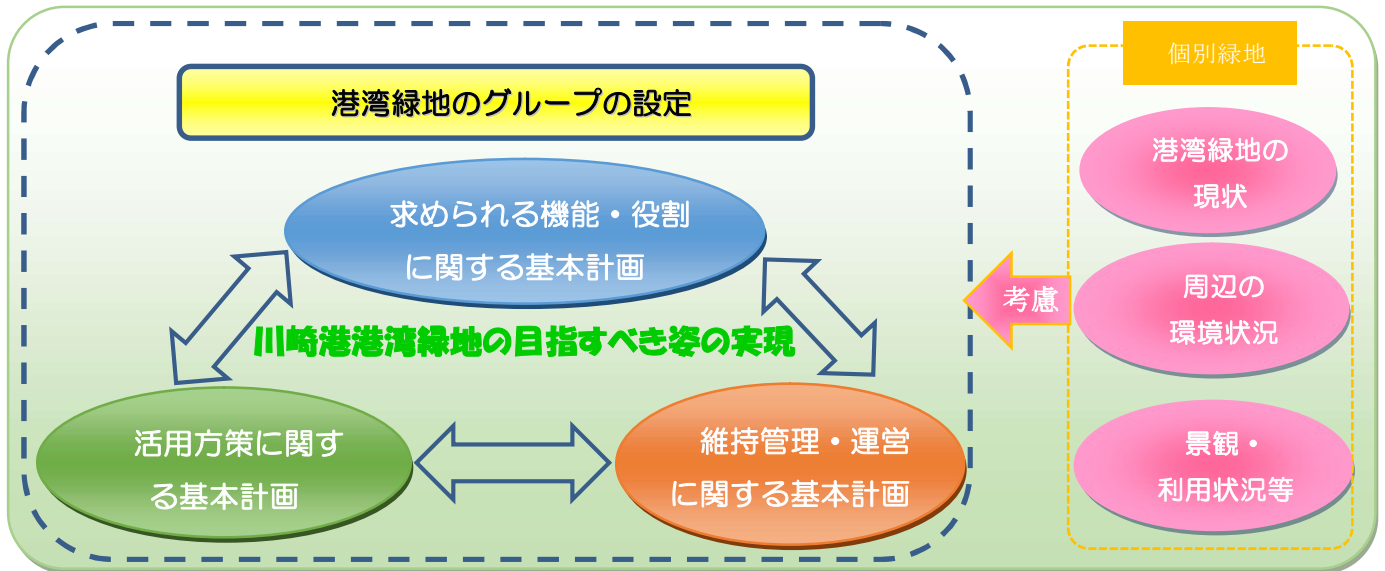 港湾緑地のグループの設定
求められる機能・役割
に関する基本計画
川崎港港湾緑地の目指すべき姿の実現
活用方策に関す
る基本計画
維持管理・運営
に関する基本計画
考慮
個別緑地
港湾緑地の
現状
周辺の
環境状況
景観・
利用状況等